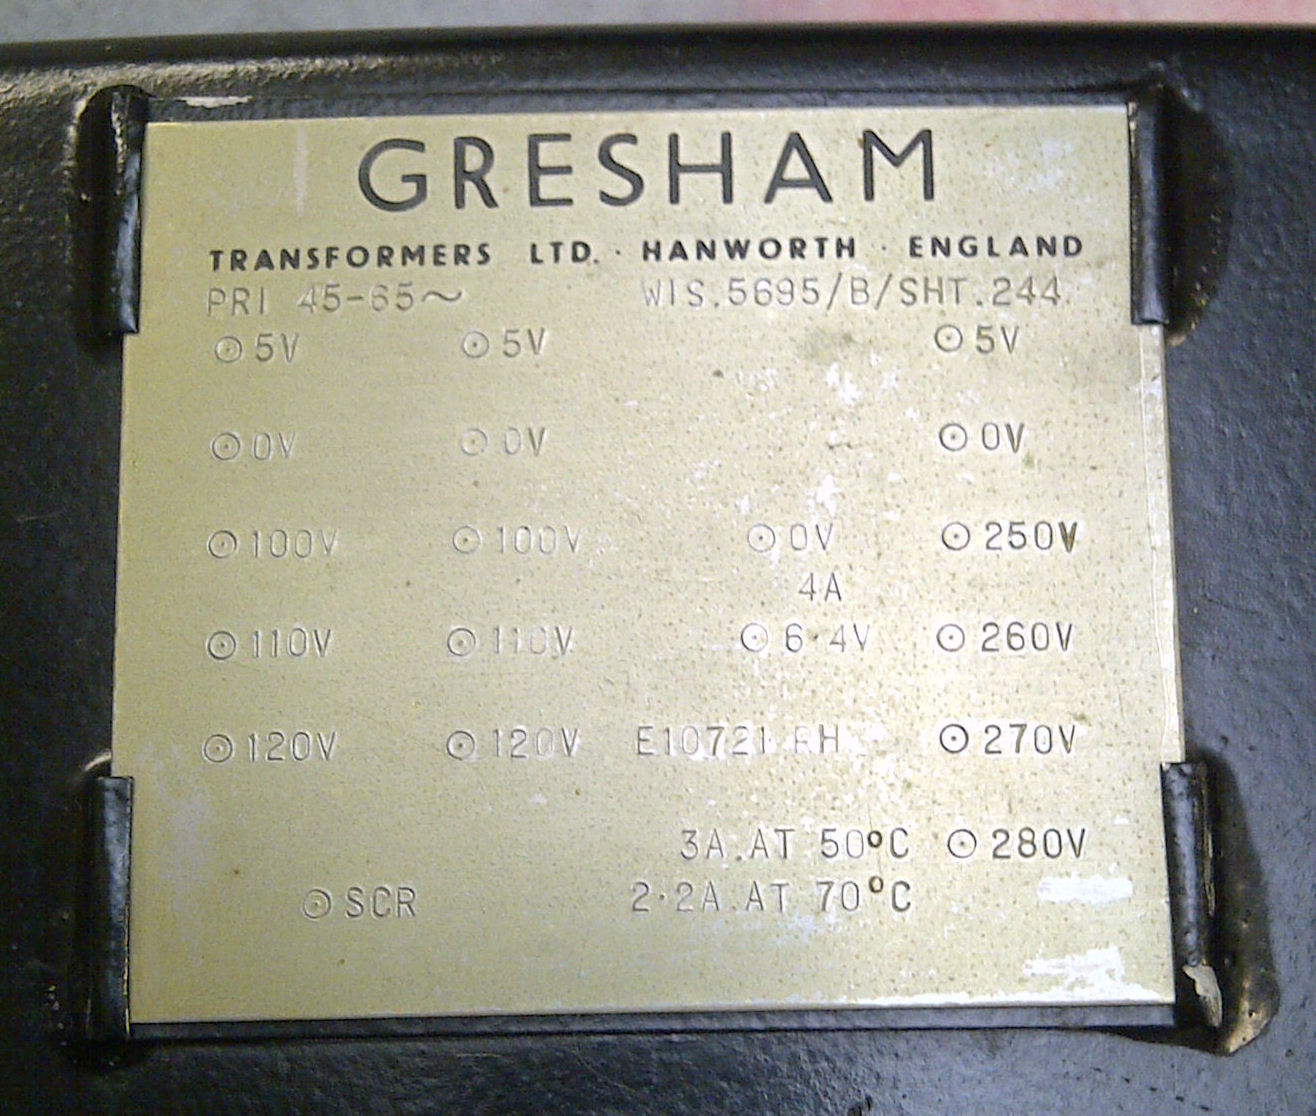 GRESHAM
TRANSFORMERS LTD. · HANWORTH · ENGLAND
PRI 45-65~ WIS.5695/B/SHT.244
⊙ 5V ⊙ 5V ⊙ 5V
⊙ 0V ⊙ 0V ⊙ 0V
⊙ 100V ⊙ 100V ⊙ 0V ⊙ 250V
4A
⊙ 110V ⊙ 110V ⊙ 6·4V ⊙ 260V
⊙ 120V ⊙ 120V E10721 RH ⊙ 270V
3A.AT 50°C ⊙ 280V
⊙ SCR 2·2A.AT 70°C